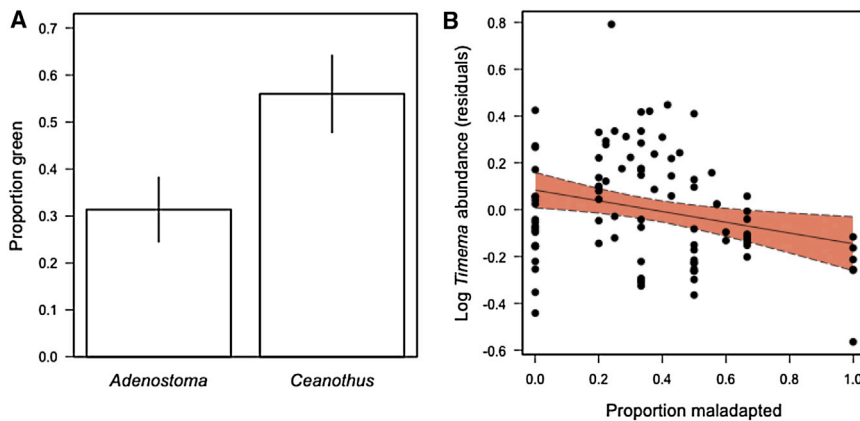 A
Proportion green
0.7
0.6
0.5
0.4
0.3
0.2
0.1
0.0
Adenostoma Ceanothus
B
Log Timema abundance (residuals)
0.8
0.6
0.4
0.2
0.0
-0.2
-0.4
-0.6
0.0 0.2 0.4 0.6 0.8 1.0
Proportion maladapted